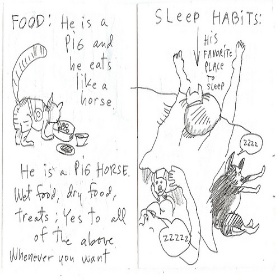 FOOD: He is a
PIG and
he eats
like a
horse.
He is a PIG HORSE.
Wet food, dry food,
treats; Yes to all
of the above
Whenever you want
SLEEP HABITS:
HIS
FAVORITE
PLACE
TO
SLEEP
ZZZZ
ZZZZZ